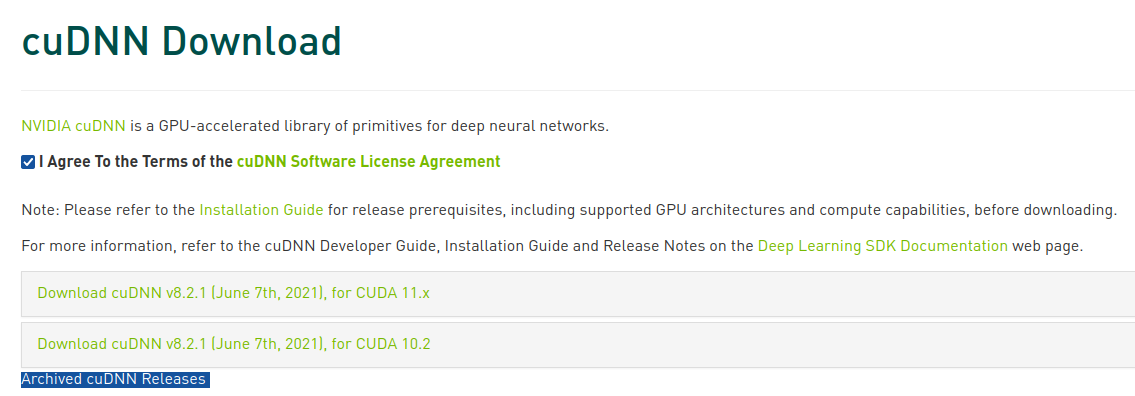 cuDNN Download
NVIDIA cuDNN is a GPU-accelerated library of primitives for deep neural networks.
I Agree To the Terms of the cuDNN Software License Agreement
Note: Please refer to the Installation Guide for release prerequisites, including supported GPU architectures and compute capabilities, before downloading.
For more information, refer to the cuDNN Developer Guide, Installation Guide and Release Notes on the Deep Learning SDK Documentation web page.
Download cuDNN v8.2.1 (June 7th, 2021), for CUDA 11.x
Download cuDNN v8.2.1 (June 7th, 2021), for CUDA 10.2
Archived cuDNN Releases